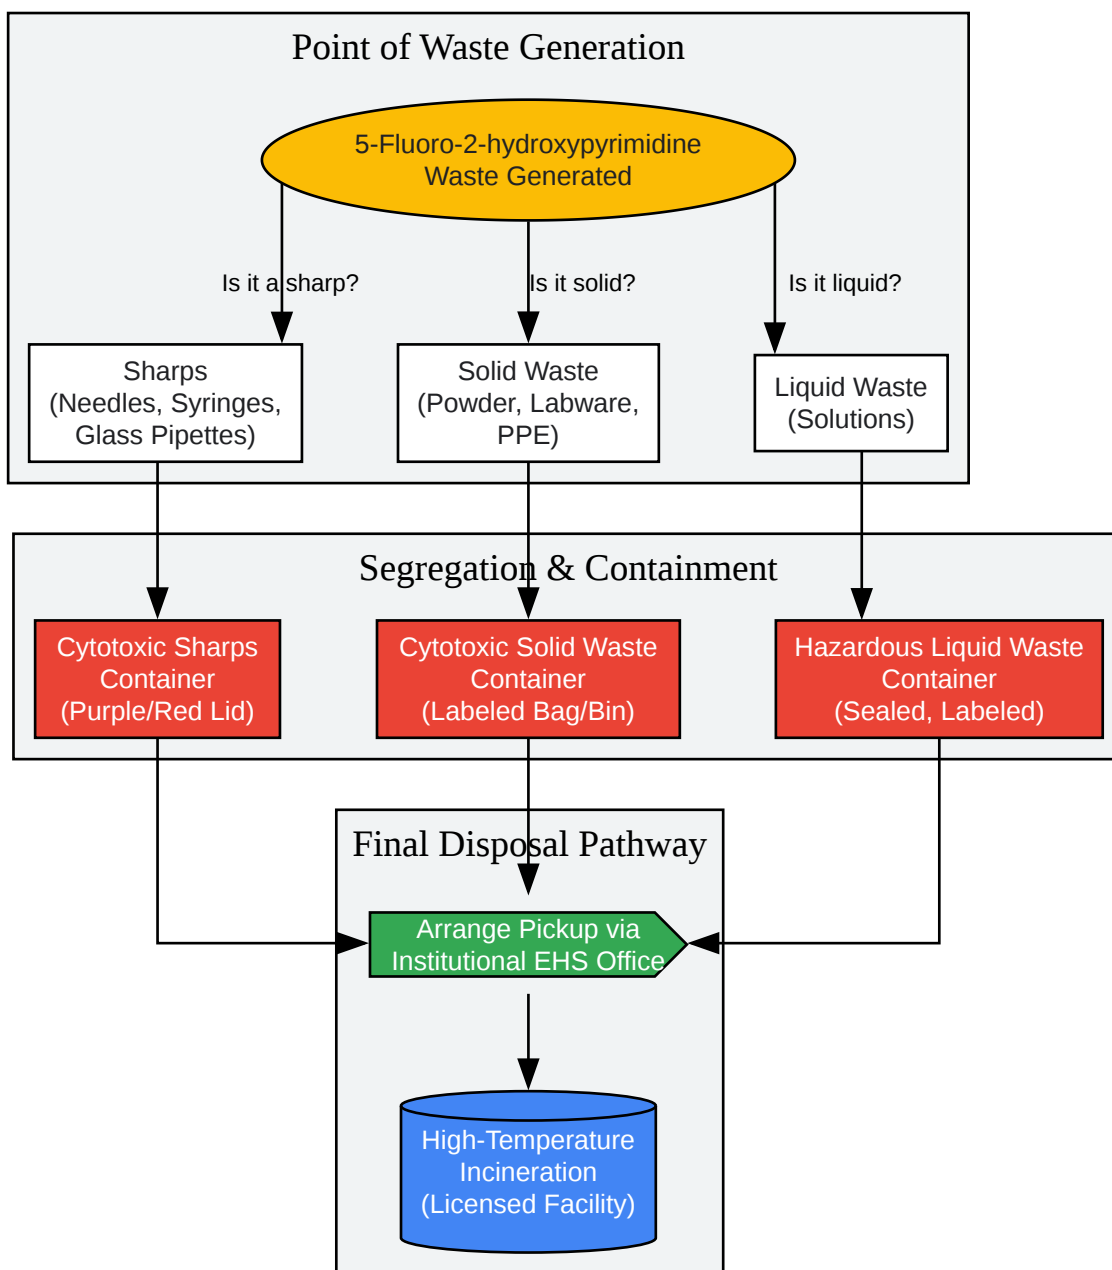 Point of Waste Generation
5-Fluoro-2-hydroxypyrimidine
Waste Generated
Is it a sharp?
Is it solid?
Is it liquid?
Sharps
(Needles, Syringes,
Glass Pipettes)
Solid Waste
(Powder, Labware,
PPE)
Liquid Waste
(Solutions)
Segregation & Containment
Cytotoxic Sharps
Container
(Purple/Red Lid)
Cytotoxic Solid Waste
Container
(Labeled Bag/Bin)
Hazardous Liquid Waste
Container
(Sealed, Labeled)
Final Disposal Pathway
Arrange Pickup via
Institutional EHS Office
High-Temperature
Incineration
(Licensed Facility)